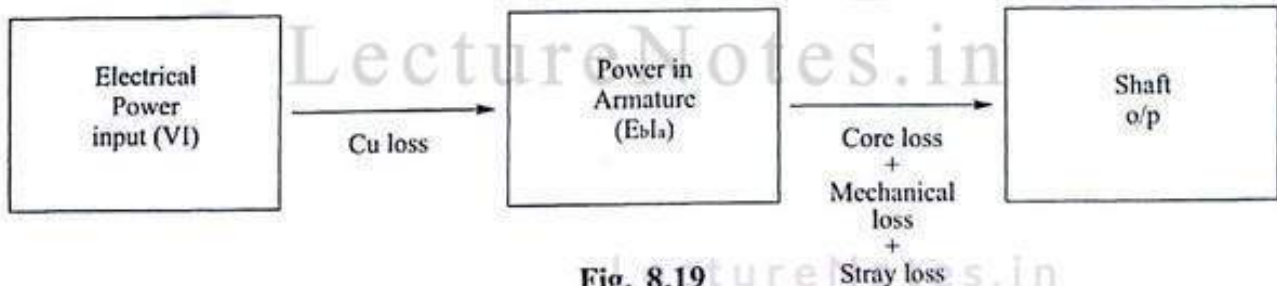 LectureNotes.in
Electrical
Power
input (VI)
Cu loss
Power in
Armature
(EbIa)
Core loss
+
Mechanical
loss
+
Stray loss
Shaft
o/p
Fig. 8.19
LectureNotes.in